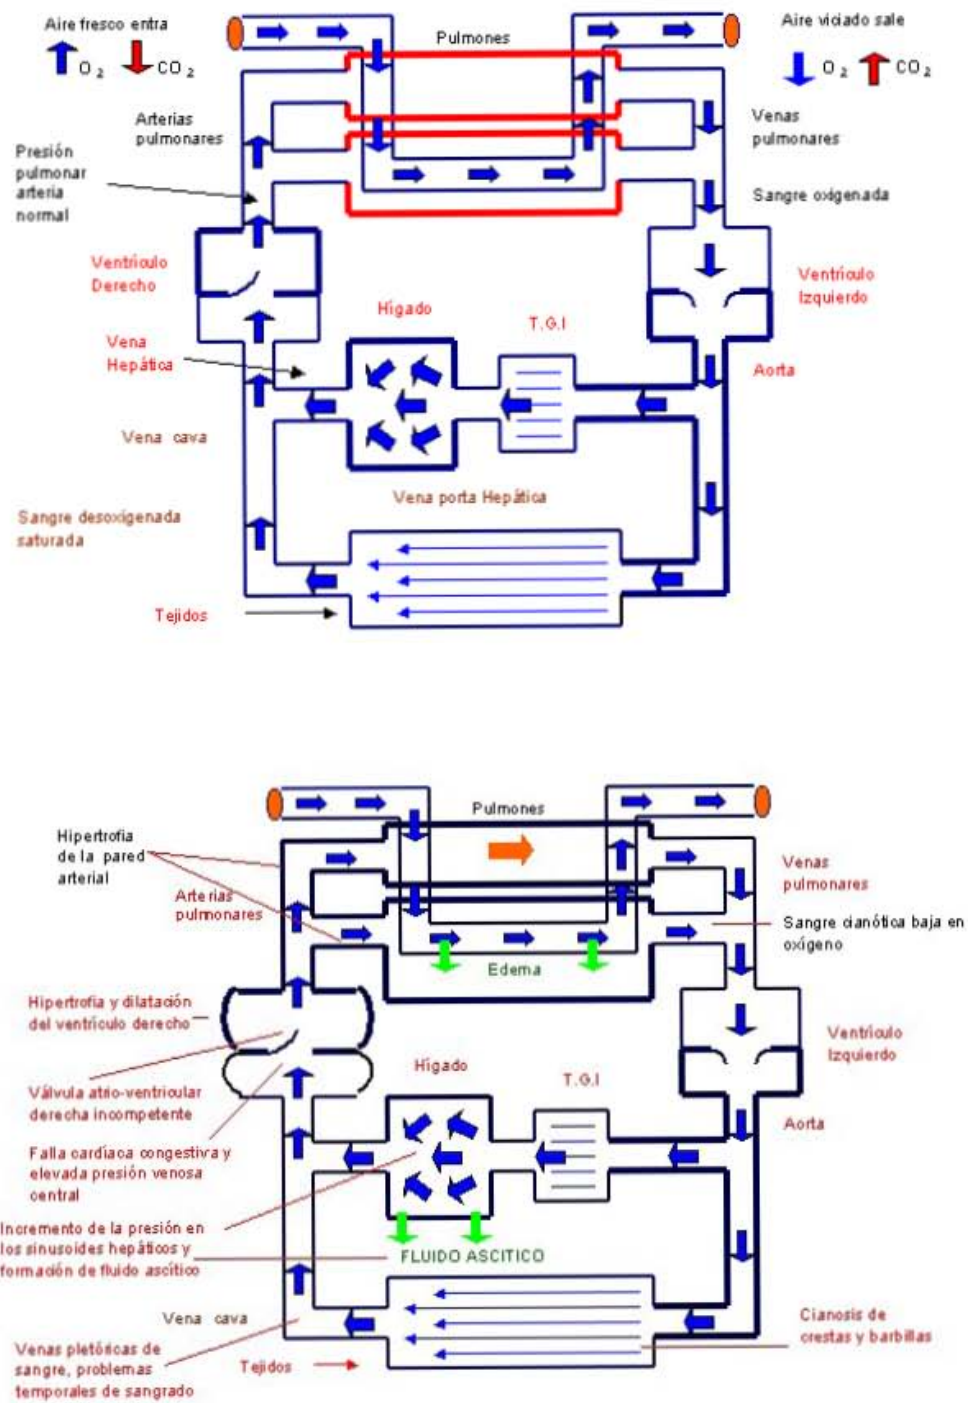 Aire fresco entra
O2 CO2
Pulmones
Aire viciado sale
O2 CO2
Arterias
pulmonares
Venas
pulmonares
Presión
pulmonar
arteria
normal
Sangre oxigenada
Ventrículo
Derecho
Ventrículo
Izquierdo
Hígado
T.G.I
Vena
Hepática
Aorta
Vena cava
Vena porta Hepática
Sangre desoxigenada
saturada
Tejidos
Pulmones
Hipertrofia
de la pared
arterial
Arterias
pulmonares
Venas
pulmonares
Sangre cianótica baja en
oxígeno
Edema
Hipertrofia y dilatación
del ventrículo derecho
Ventrículo
Izquierdo
Hígado
T.G.I
Válvula atrio-ventricular
derecha incompetente
Aorta
Falla cardíaca congestiva y
elevada presión venosa
central
Incremento de la presión en
los sinusoides hepáticos y
formación de fluido ascítico
FLUIDO ASCITICO
Vena cava
Cianosis de
crestas y barbillas
Venas pletóricas de
sangre, problemas
temporales de sangrado
Tejidos